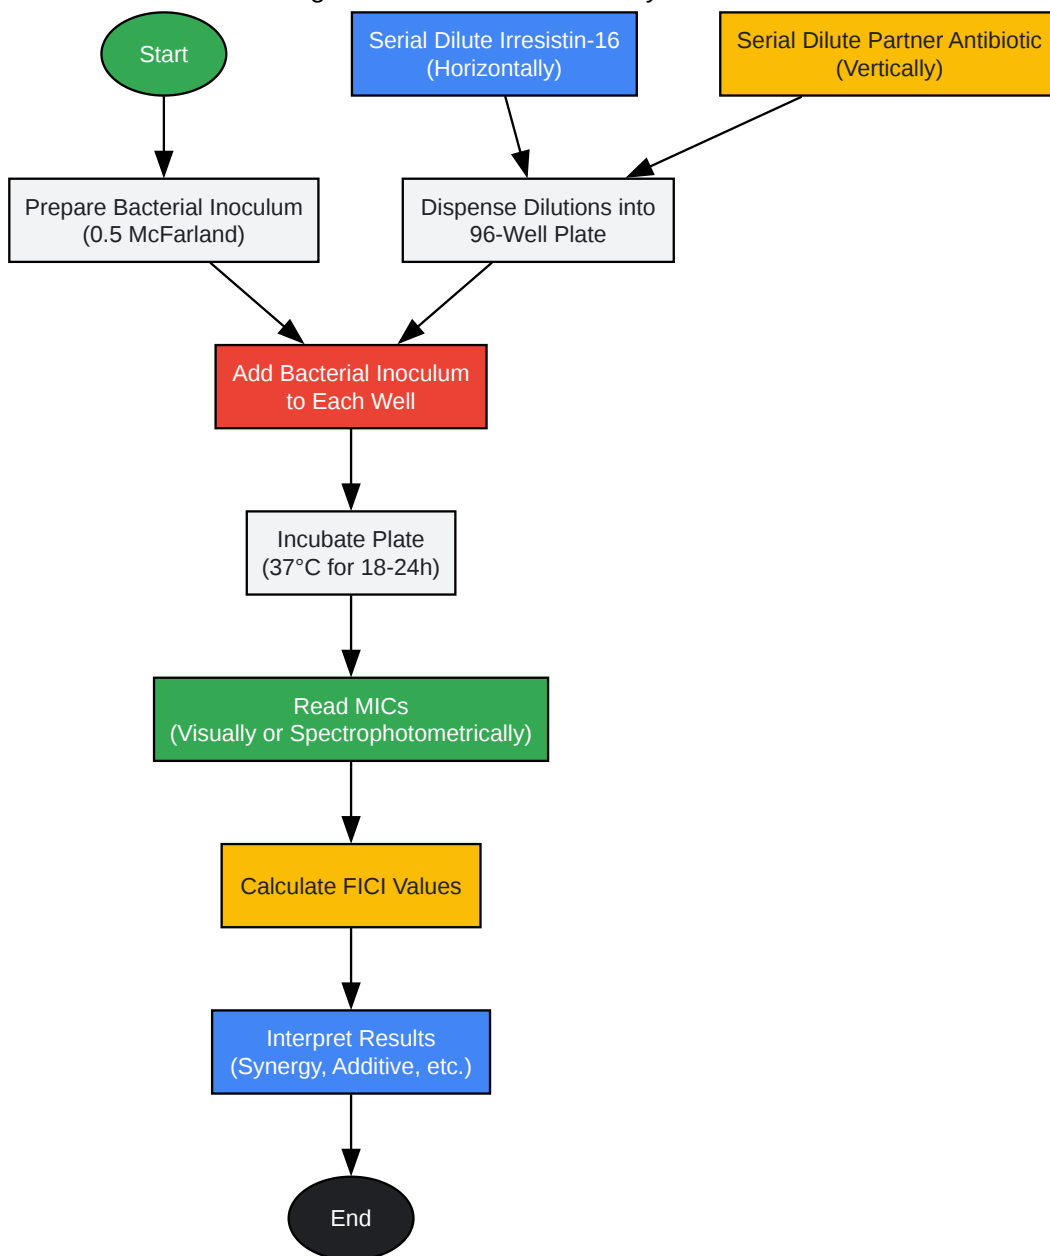 Start
Serial Dilute Irresistin-16
(Horizontally)
Serial Dilute Partner Antibiotic
(Vertically)
Prepare Bacterial Inoculum
(0.5 McFarland)
Dispense Dilutions into
96-Well Plate
Add Bacterial Inoculum
to Each Well
Incubate Plate
(37°C for 18-24h)
Read MICs
(Visually or Spectrophotometrically)
Calculate FICI Values
Interpret Results
(Synergy, Additive, etc.)
End